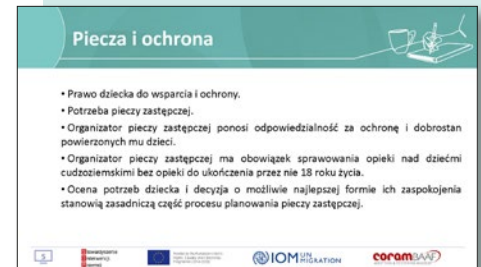 Piecza i ochrona
• Prawo dziecka do wsparcia i ochrony.
• Potrzeba pieczy zastępczej.
• Organizator pieczy zastępczej ponosi odpowiedzialność za ochronę i dobrostan
powierzonych mu dzieci.
• Organizator pieczy zastępczej ma obowiązek sprawowania opieki nad dziećmi
cudzoziemskimi bez opieki do ukończenia przez nie 18 roku życia.
• Ocena potrzeb dziecka i decyzja o możliwie najlepszej formie ich zaspokojenia
stanowią zasadniczą część procesu planowania pieczy zastępczej.
5
IOM UN MIGRATION
coramBAAF